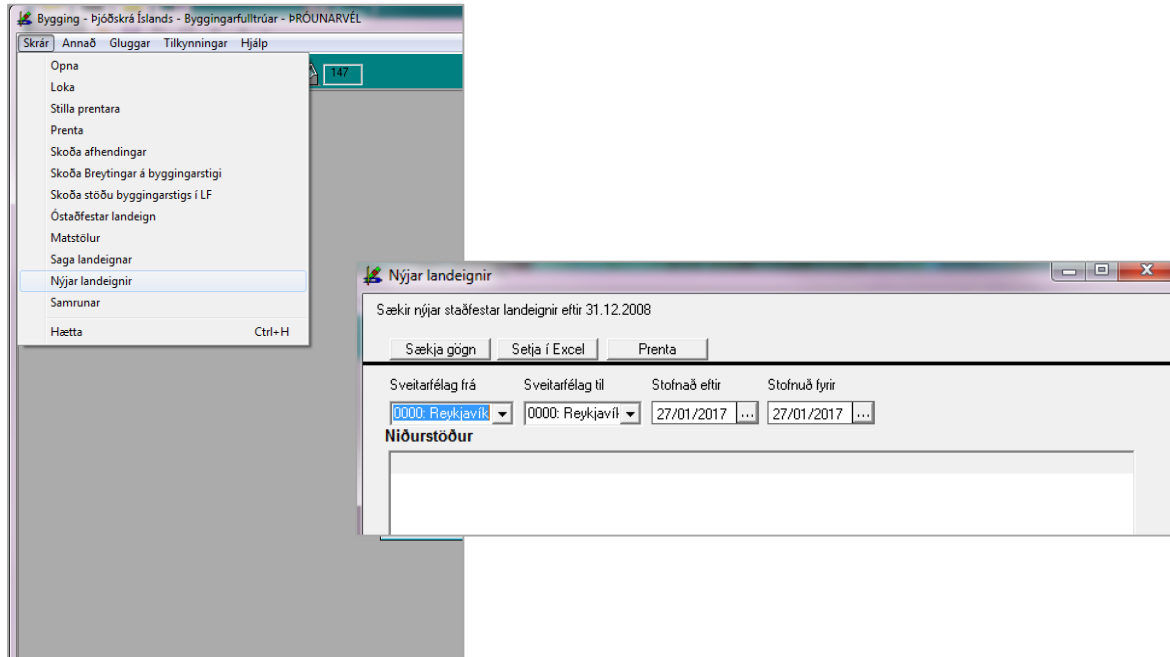 Bygging - Þjóðskrá Íslands - Byggingarfulltrúar - ÞRÓUNARVÉL
Skrár Annað Gluggar Tilkynningar Hjálp
147
Opna
Loka
Stilla prentara
Prenta
Skoða afhendingar
Skoða Breytingar á byggingarstigi
Skoða stöðu byggingarstigs í LF
Óstaðfestar landeign
Matstölur
Saga landeignar
Nýjar landeignir
Samrunar
Hætta Ctrl+H
Nýjar landeignir
Sækir nýjar staðfestar landeignir eftir 31.12.2008
Sækja gögn Setja í Excel Prenta
Sveitarfélag frá Sveitarfélag til Stofnað eftir Stofnuð fyrir
0000: Reykjavík 0000: Reykjavík 27/01/2017 ... 27/01/2017 ...
Niðurstöður